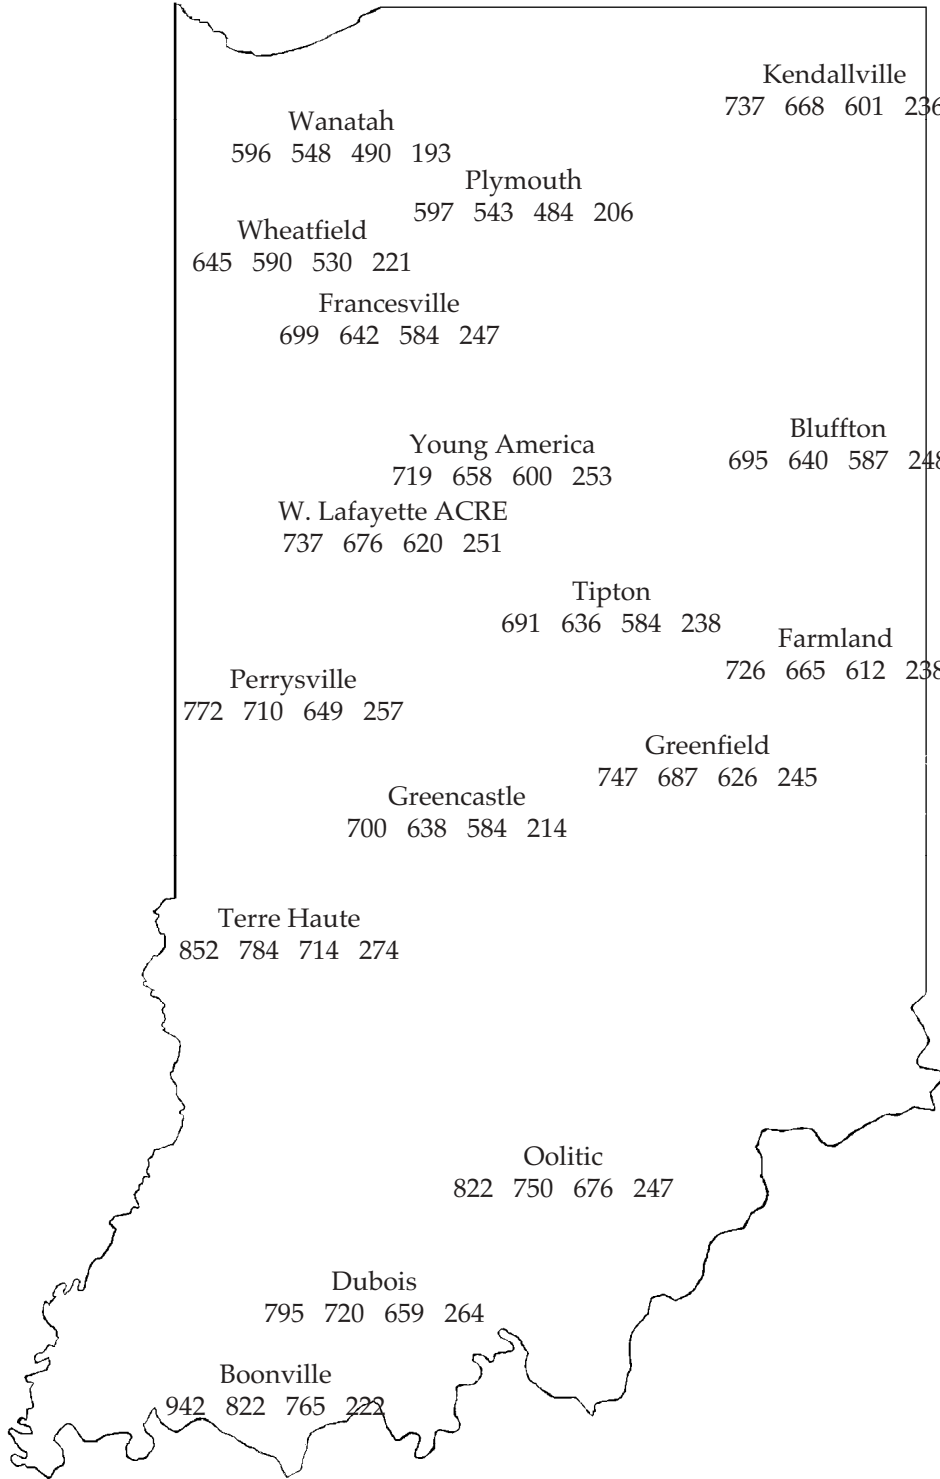 Kendallville
737 668 601 236
Wanatah
596 548 490 193
Plymouth
597 543 484 206
Wheatfield
645 590 530 221
Francesville
699 642 584 247
Bluffton
695 640 587 248
Young America
719 658 600 253
W. Lafayette ACRE
737 676 620 251
Tipton
691 636 584 238
Farmland
726 665 612 238
Perrysville
772 710 649 257
Greenfield
747 687 626 245
Greencastle
700 638 584 214
Terre Haute
852 784 714 274
Oolitic
822 750 676 247
Dubois
795 720 659 264
Boonville
942 822 765 222